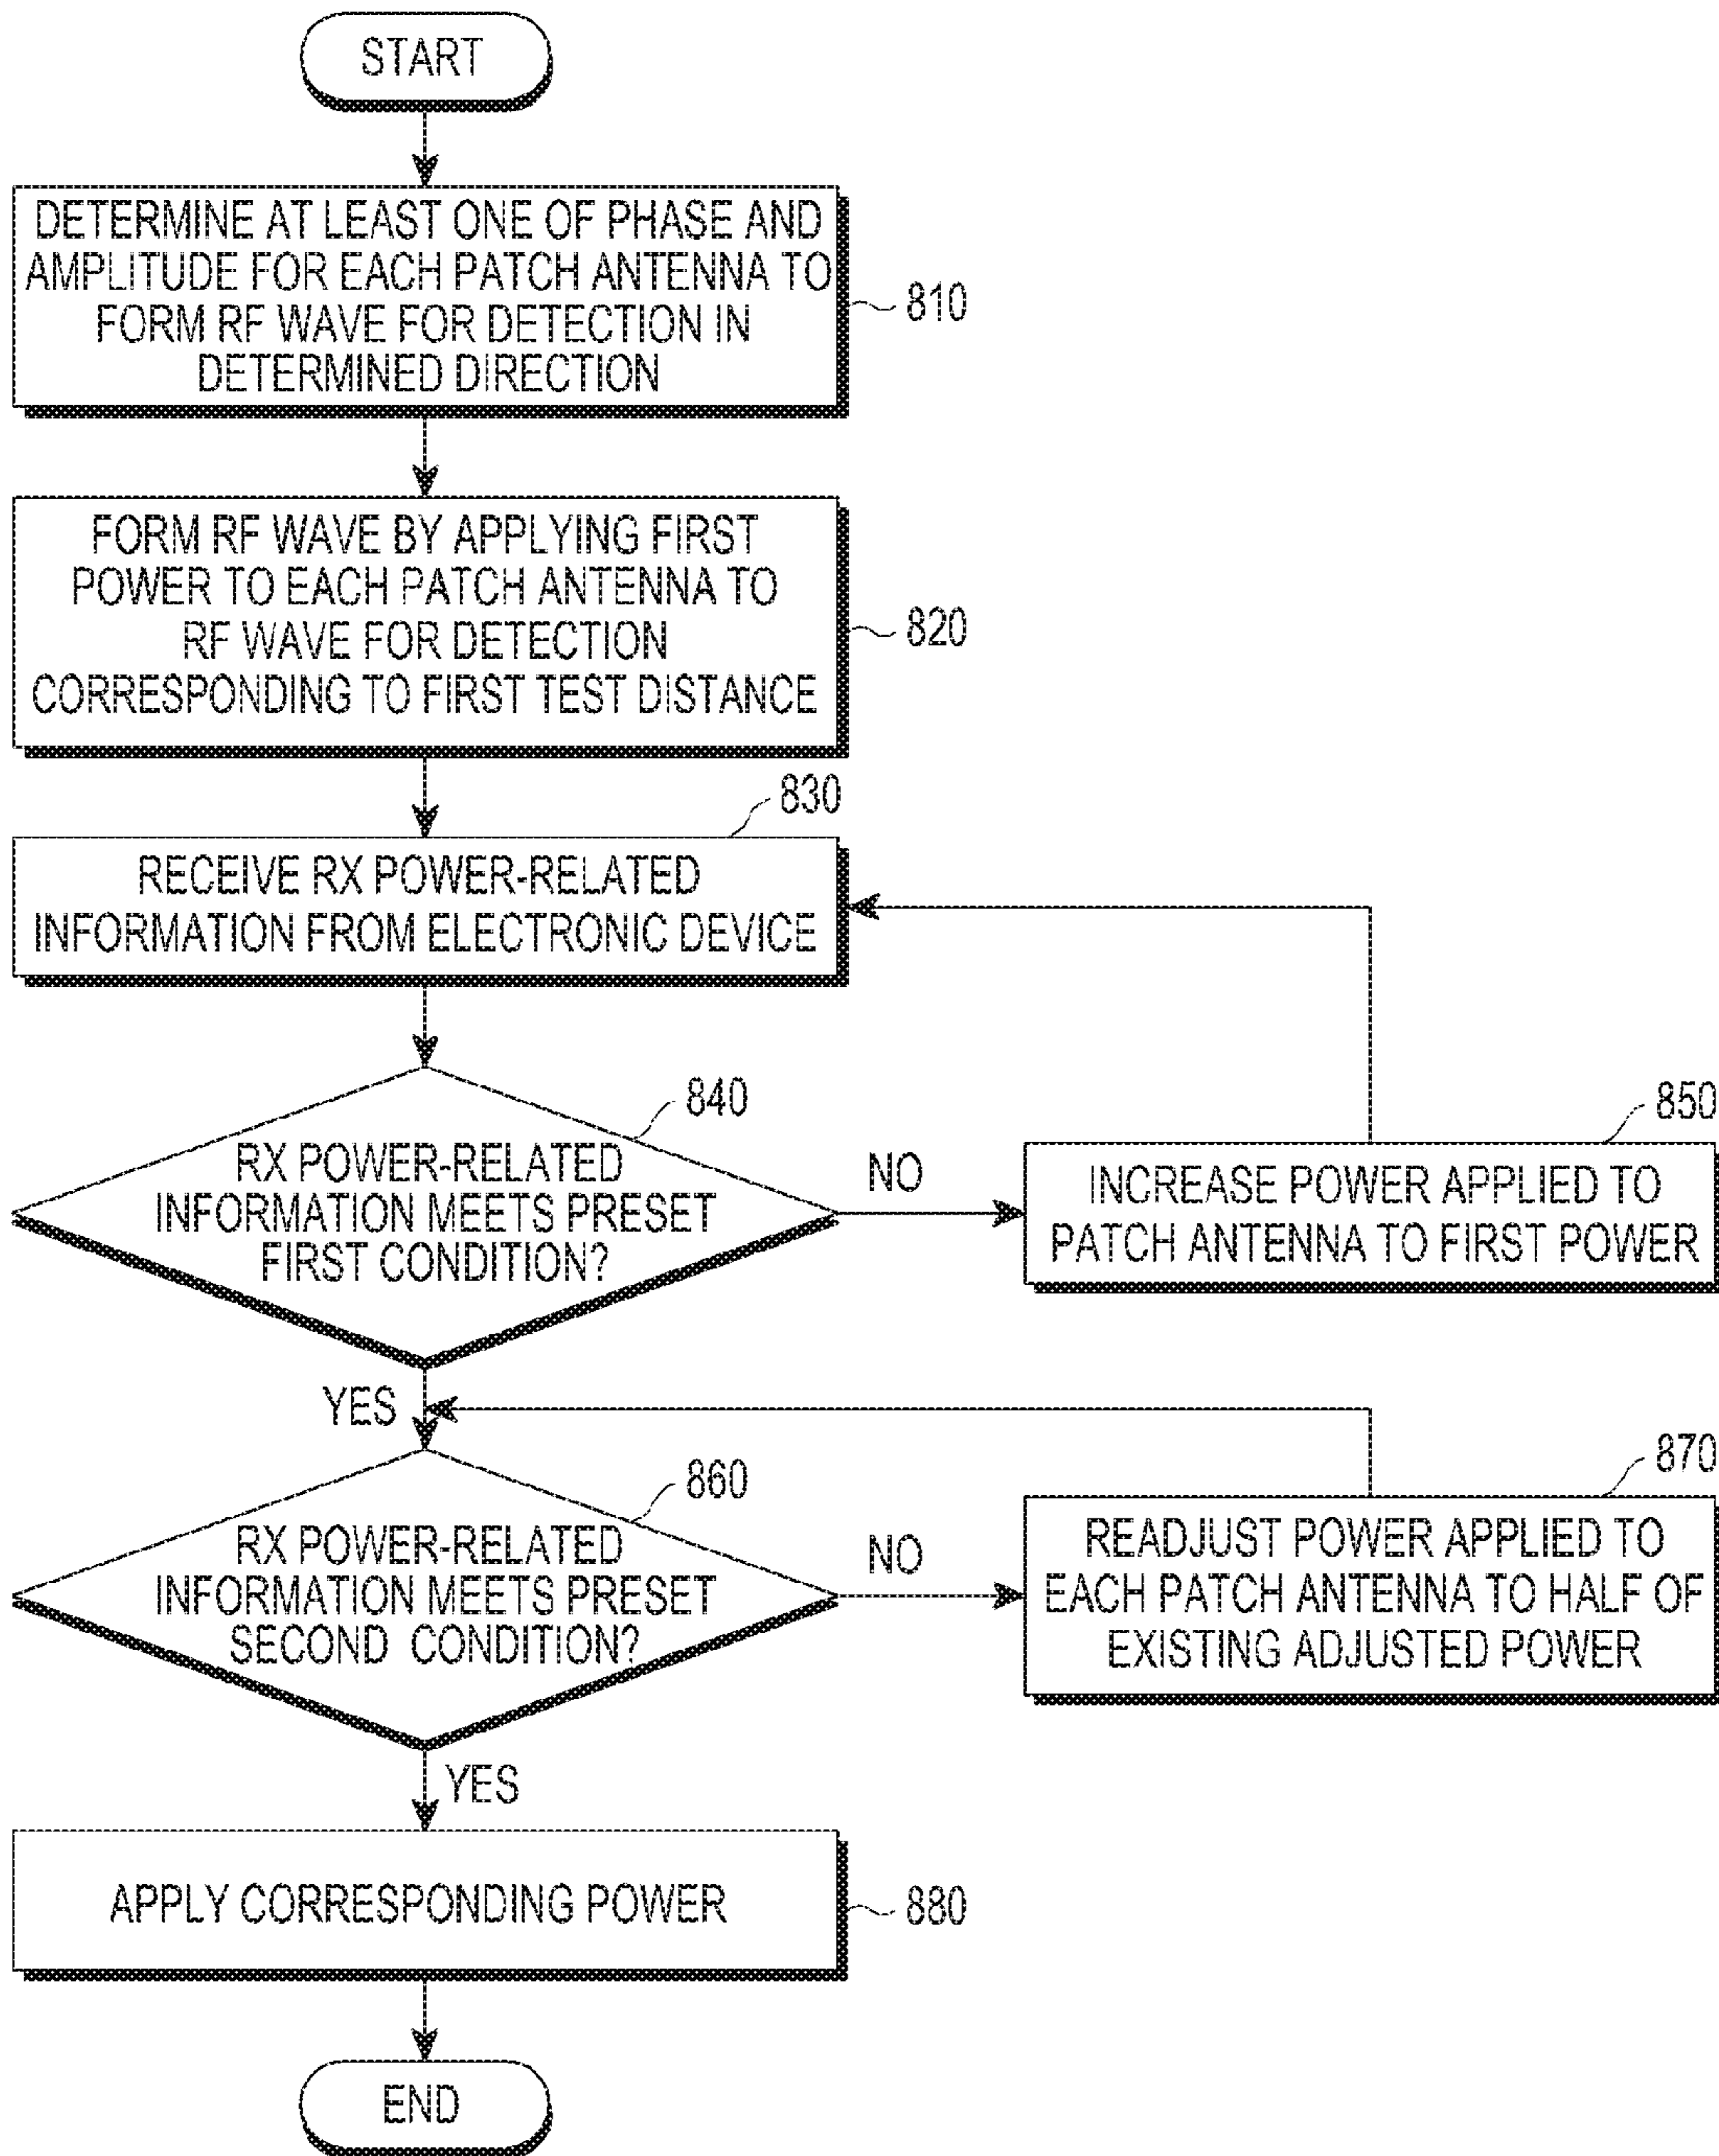 START
DETERMINE AT LEAST ONE OF PHASE AND
AMPLITUDE FOR EACH PATCH ANTENNA TO
FORM RF WAVE FOR DETECTION IN
DETERMINED DIRECTION
810
FORM RF WAVE BY APPLYING FIRST
POWER TO EACH PATCH ANTENNA TO
RF WAVE FOR DETECTION
CORRESPONDING TO FIRST TEST DISTANCE
820
830
RECEIVE RX POWER-RELATED
INFORMATION FROM ELECTRONIC DEVICE
840
RX POWER-RELATED
INFORMATION MEETS PRESET
FIRST CONDITION?
NO
850
INCREASE POWER APPLIED TO
PATCH ANTENNA TO FIRST POWER
YES
860
RX POWER-RELATED
INFORMATION MEETS PRESET
SECOND CONDITION?
NO
870
READJUST POWER APPLIED TO
EACH PATCH ANTENNA TO HALF OF
EXISTING ADJUSTED POWER
YES
APPLY CORRESPONDING POWER
880
END